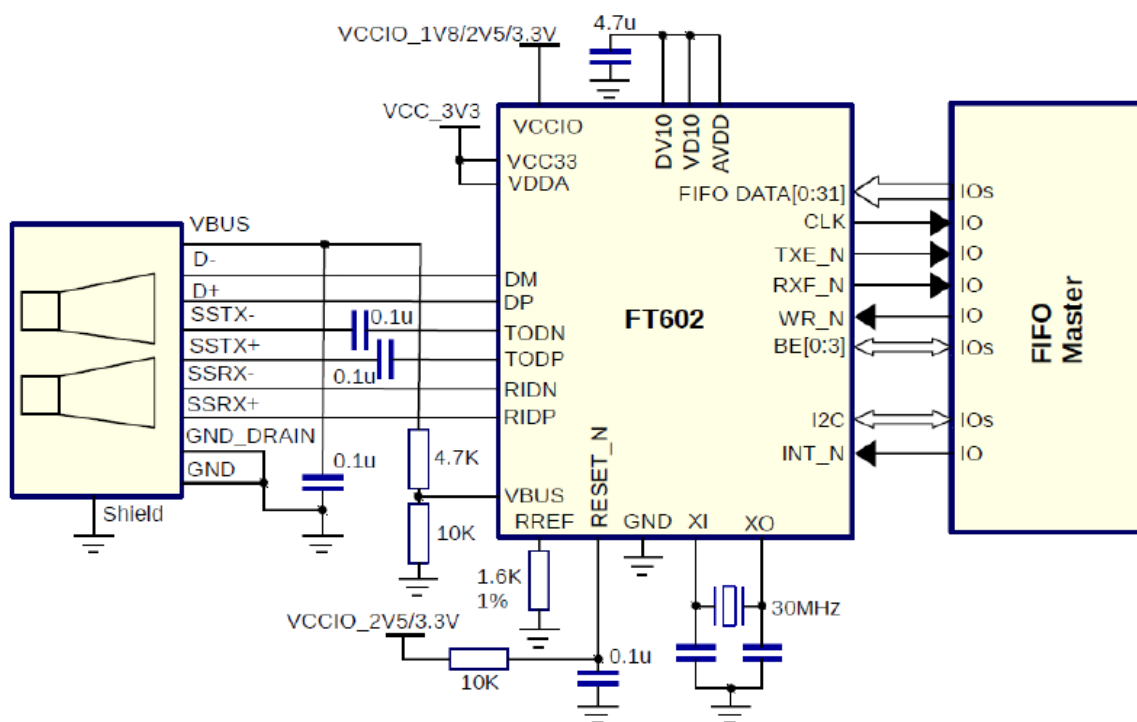 4.7u
VCCIO_1V8/2V5/3.3V
VCC_3V3
VCCIO
DV10
VD10
AVDD
VCC33
VDDA
FIFO DATA[0:31]
IOs
VBUS
CLK
IO
D-
TXE_N
IO
DM
D+
DP
RXF_N
IO
SSTX-
0.1u
TODN
FT602
WR_N
IO
FIFO Master
SSTX+
TODP
BE[0:3]
IOs
SSRX-
0.1u
RIDN
SSRX+
RIDP
I2C
IOs
GND_DRAIN
INT_N
IO
GND
0.1u
4.7K
VBUS
Shield
10K
RREF
RESET_N
GND
XI
XO
1.6K
1%
30MHz
VCCIO_2V5/3.3V
10K
0.1u